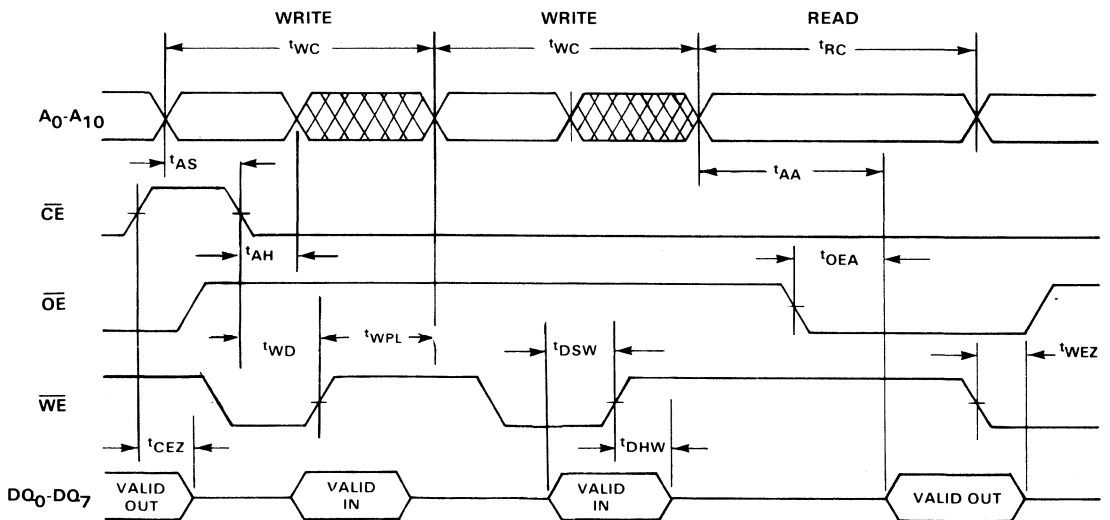 WRITE WRITE READ
tWC tWC tRC
A0-A10
tAS tAA
CE
tAH tOEA
OE
tWD tWPL tDSW tWEZ
WE
tCEZ tDHW
DQ0-DQ7 VALID OUT VALID IN VALID IN VALID OUT